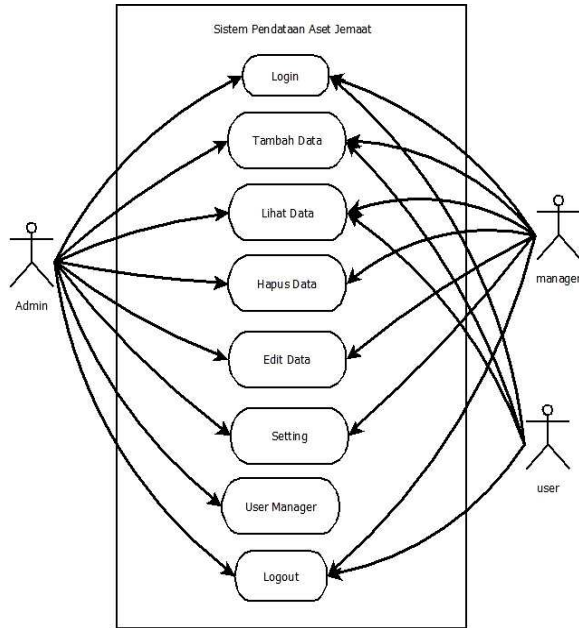 Sistem Pendataan Aset Jemaat
Login
Tambah Data
Lihat Data
Hapus Data
Edit Data
Setting
User Manager
Logout
Admin
manager
user